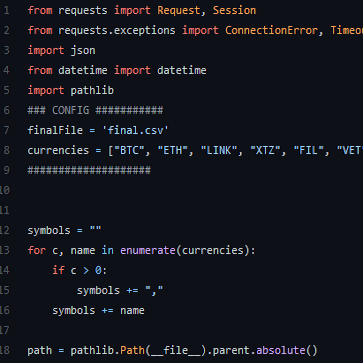 1 from requests import Request, Session
2 from requests.exceptions import ConnectionError, Timeo
3 import json
4 from datetime import datetime
5 import pathlib
6 ### CONFIG ###########
7 finalFile = 'final.csv'
8 currencies = ["BTC", "ETH", "LINK", "XTZ", "FIL", "VET"
9 ####################
10
11
12 symbols = ""
13 for c, name in enumerate(currencies):
14 if c > 0:
15 symbols += ","
16 symbols += name
17
18 path = pathlib.Path(__file__).parent.absolute()